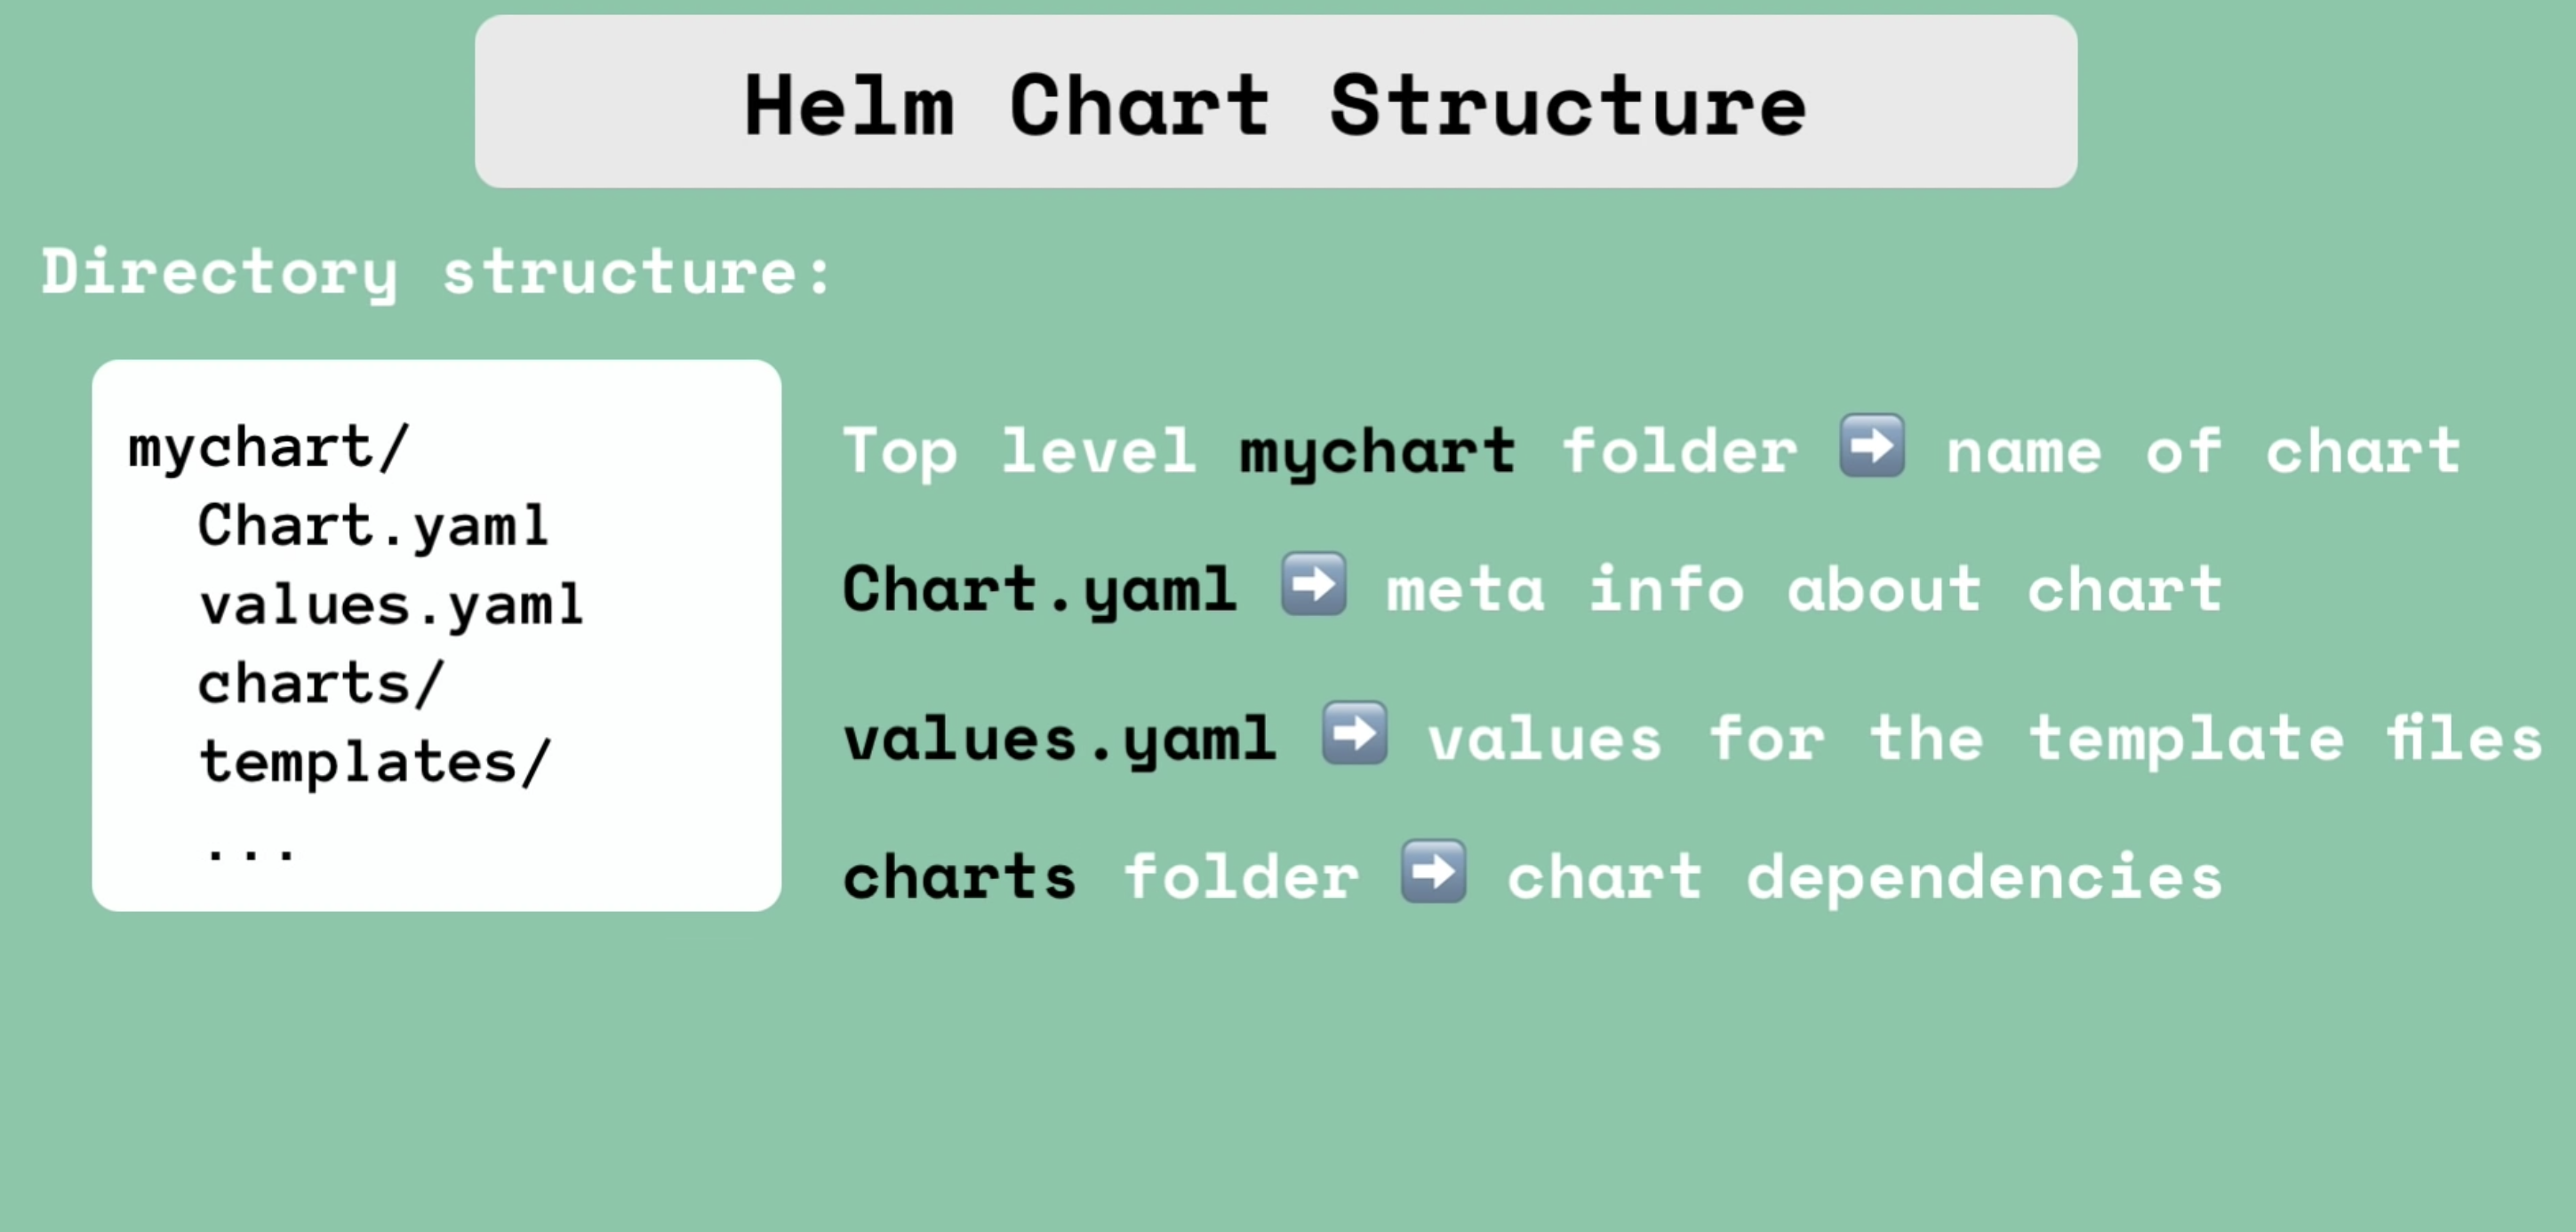 Helm Chart Structure
Directory structure:
mychart/
Chart.yaml
values.yaml
charts/
templates/
...
Top level mychart folder ➡️ name of chart
Chart.yaml ➡️ meta info about chart
values.yaml ➡️ values for the template files
charts folder ➡️ chart dependencies